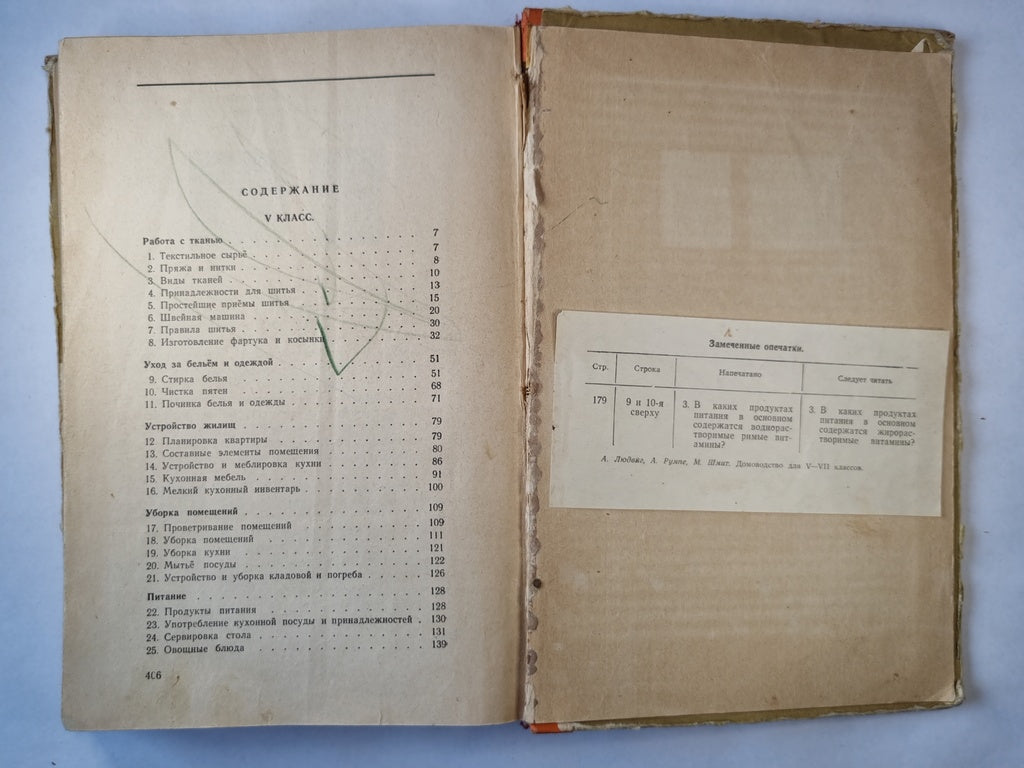 СОДЕРЖАНИЕ
V КЛАСС.
Работа с тканью . . . . . . . . . . . . . . . . 7
1. Текстильное сырьё . . . . . . . . . . . . . . . . 7
2. Пряжа и нитки . . . . . . . . . . . . . . . . 8
3. Виды тканей . . . . . . . . . . . . . . . . 10
4. Принадлежности для шитья . . . . . . . . . . . . 13
5. Простейшие приёмы шитья . . . . . . . . . . . . 15
6. Швейная машина . . . . . . . . . . . . . . . 20
7. Правила шитья . . . . . . . . . . . . . . . . 30
8. Изготовление фартука и косынки . . . . . . . . . 32
Уход за бельём и одеждой . . . . . . . . . . . . . 51
9. Стирка белья . . . . . . . . . . . . . . . . 51
10. Чистка пятен . . . . . . . . . . . . . . . . 68
11. Починка белья и одежды . . . . . . . . . . . . 71
Устройство жилищ . . . . . . . . . . . . . . . . 79
12 Планировка квартиры . . . . . . . . . . . . . 79
13. Составные элементы помещения . . . . . . . . . 80
14. Устройство и меблировка кухни . . . . . . . . . 86
15. Кухонная мебель . . . . . . . . . . . . . . . 91
16. Мелкий кухонный инвентарь . . . . . . . . . . . 100
Уборка помещений . . . . . . . . . . . . . . . . 109
17. Проветривание помещений . . . . . . . . . . . . 109
18. Уборка помещений . . . . . . . . . . . . . . . 111
19. Уборка кухни . . . . . . . . . . . . . . . . 121
20. Мытьё посуды . . . . . . . . . . . . . . . . 122
21. Устройство и уборка кладовой и погреба . . . . . 126
Питание . . . . . . . . . . . . . . . . . . . . 128
22. Продукты питания . . . . . . . . . . . . . . . 128
23. Употребление кухонной посуды и принадлежностей . 130
24. Сервировка стола . . . . . . . . . . . . . . . 131
25. Овощные блюда . . . . . . . . . . . . . . . . 139
406
Замеченные опечатки.
Стр. Строка Напечатано Следует читать
179 9 и 10-я сверху
3. В каких продуктах
питания в основном
содержатся воднорас-
творимые римые вит-
амины?
3. В каких продуктах
питания в основном
содержатся жирорас-
творимые витамины?
А. Людвиг, А. Румпе, М. Шмит. Домоводство для V—VII классов.